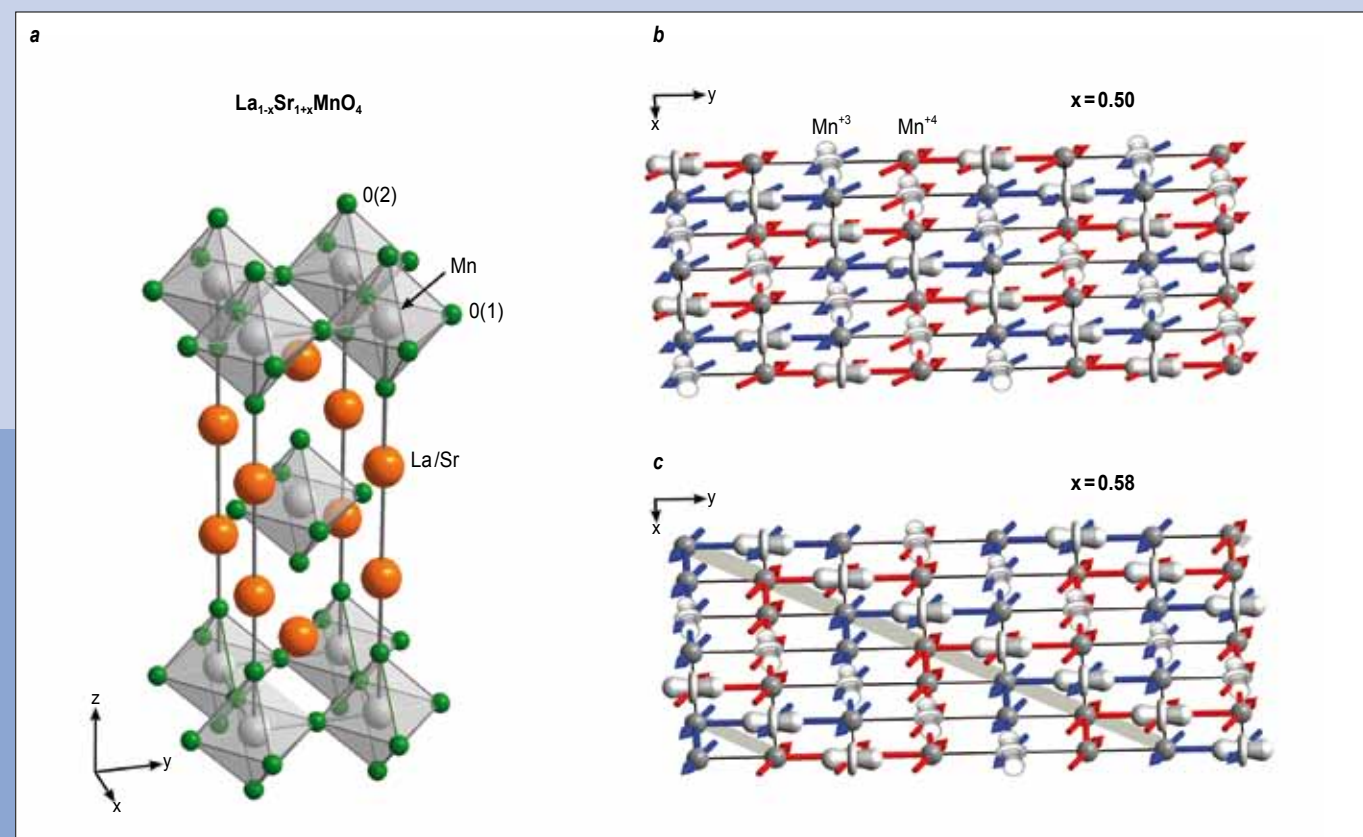 a
La1-xSr1+xMnO4
0(2)
Mn
0(1)
La/Sr
z
y
x
b
x = 0.50
y
x
Mn+3
Mn+4
c
x = 0.58
y
x